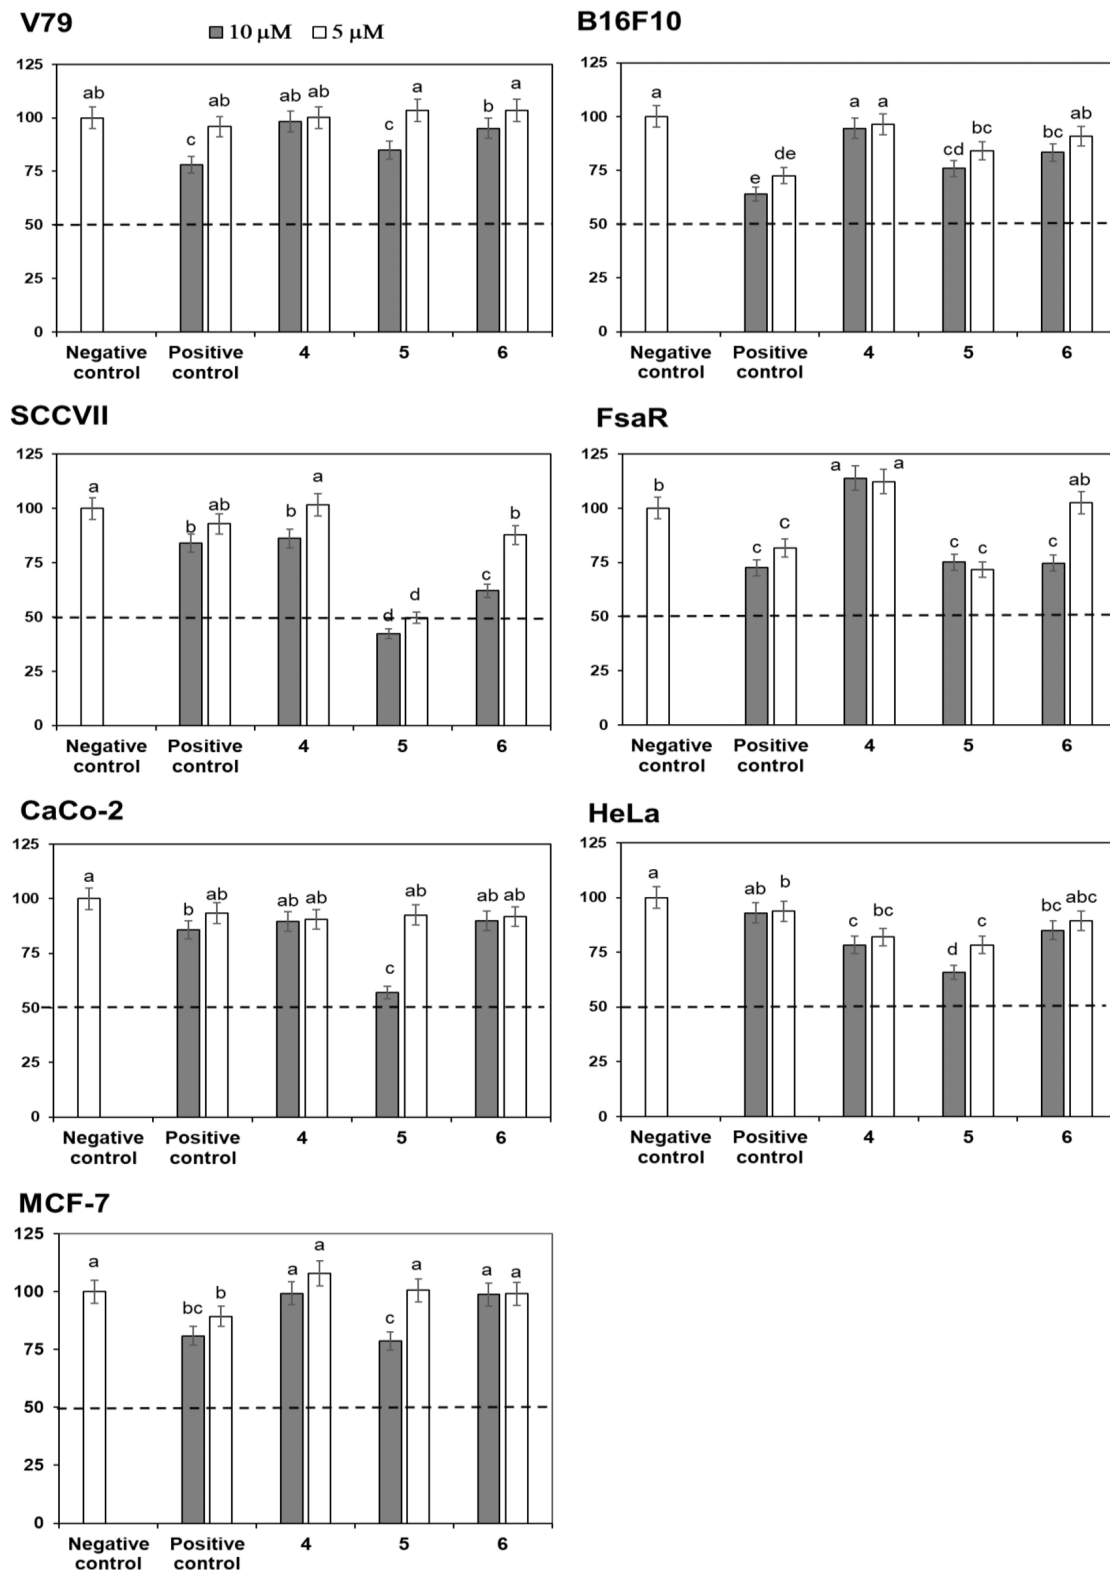 V79
10 μM 5 μM
125
100
75
50
25
0
ab
c
ab
ab
ab
c
a
b
a
Negative control
Positive control
4
5
6
B16F10
125
100
75
50
25
0
a
e
de
a
a
cd
bc
bc
ab
Negative control
Positive control
4
5
6
SCCVII
125
100
75
50
25
0
a
b
ab
b
a
d
d
c
b
Negative control
Positive control
4
5
6
FsaR
125
100
75
50
25
0
b
c
c
a
a
c
c
c
ab
Negative control
Positive control
4
5
6
CaCo-2
125
100
75
50
25
0
a
b
ab
ab
ab
c
ab
ab
ab
Negative control
Positive control
4
5
6
HeLa
125
100
75
50
25
0
a
ab
b
c
bc
d
c
bc
abc
Negative control
Positive control
4
5
6
MCF-7
125
100
75
50
25
0
a
bc
b
a
a
c
a
a
a
Negative control
Positive control
4
5
6